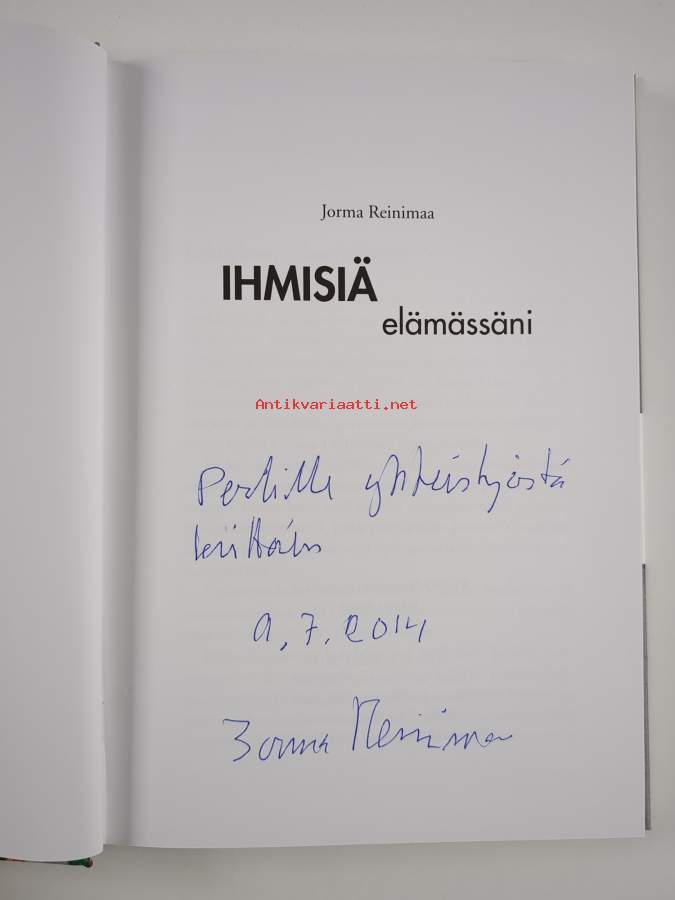 Jorma Reinimaa
IHMISIÄ
elämässäni
Antikvariaatti.net
Pertille yhteistyöstä
kiittäen
9.7.2014
Jorma Reinimaa